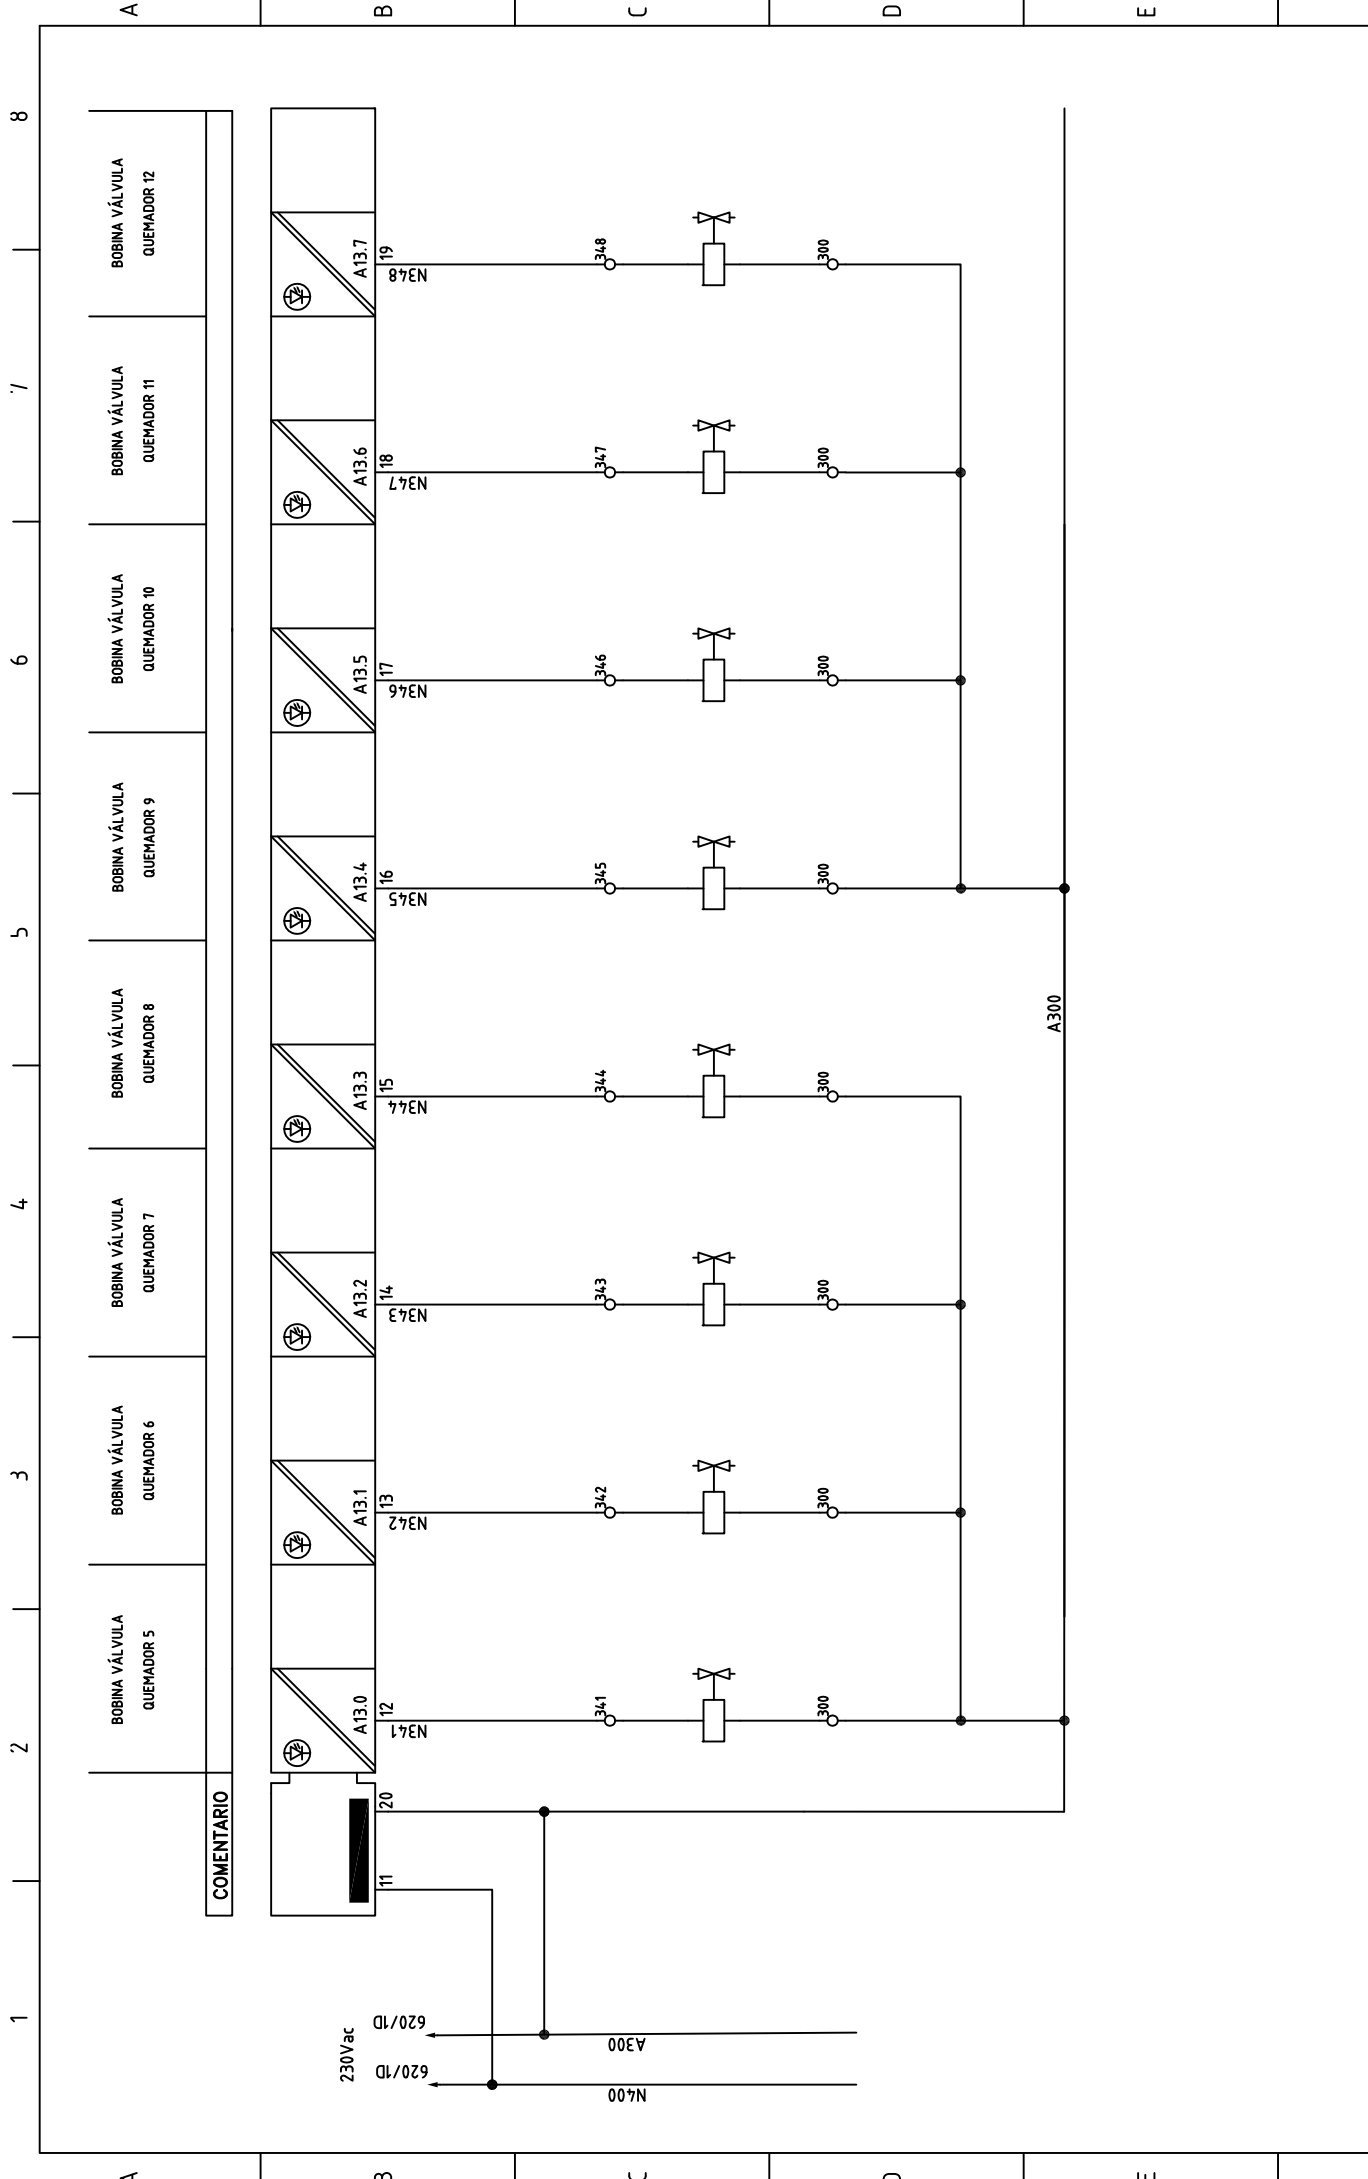 1
2
3
4
5
6
7
8
A
BOBINA VÁLVULA
QUEMADOR 5
BOBINA VÁLVULA
QUEMADOR 6
BOBINA VÁLVULA
QUEMADOR 7
BOBINA VÁLVULA
QUEMADOR 8
BOBINA VÁLVULA
QUEMADOR 9
BOBINA VÁLVULA
QUEMADOR 10
BOBINA VÁLVULA
QUEMADOR 11
BOBINA VÁLVULA
QUEMADOR 12
A
COMENTARIO
B
A13.0
A13.1
A13.2
A13.3
A13.4
A13.5
A13.6
A13.7
B
230Vac
620/1D
620/1D
11
20
12
13
14
15
16
17
18
19
N341
N342
N343
N344
N345
N346
N347
N348
N400
A300
C
341
342
343
344
345
346
347
348
C
D
300
300
300
300
300
300
300
300
D
A300
E
E